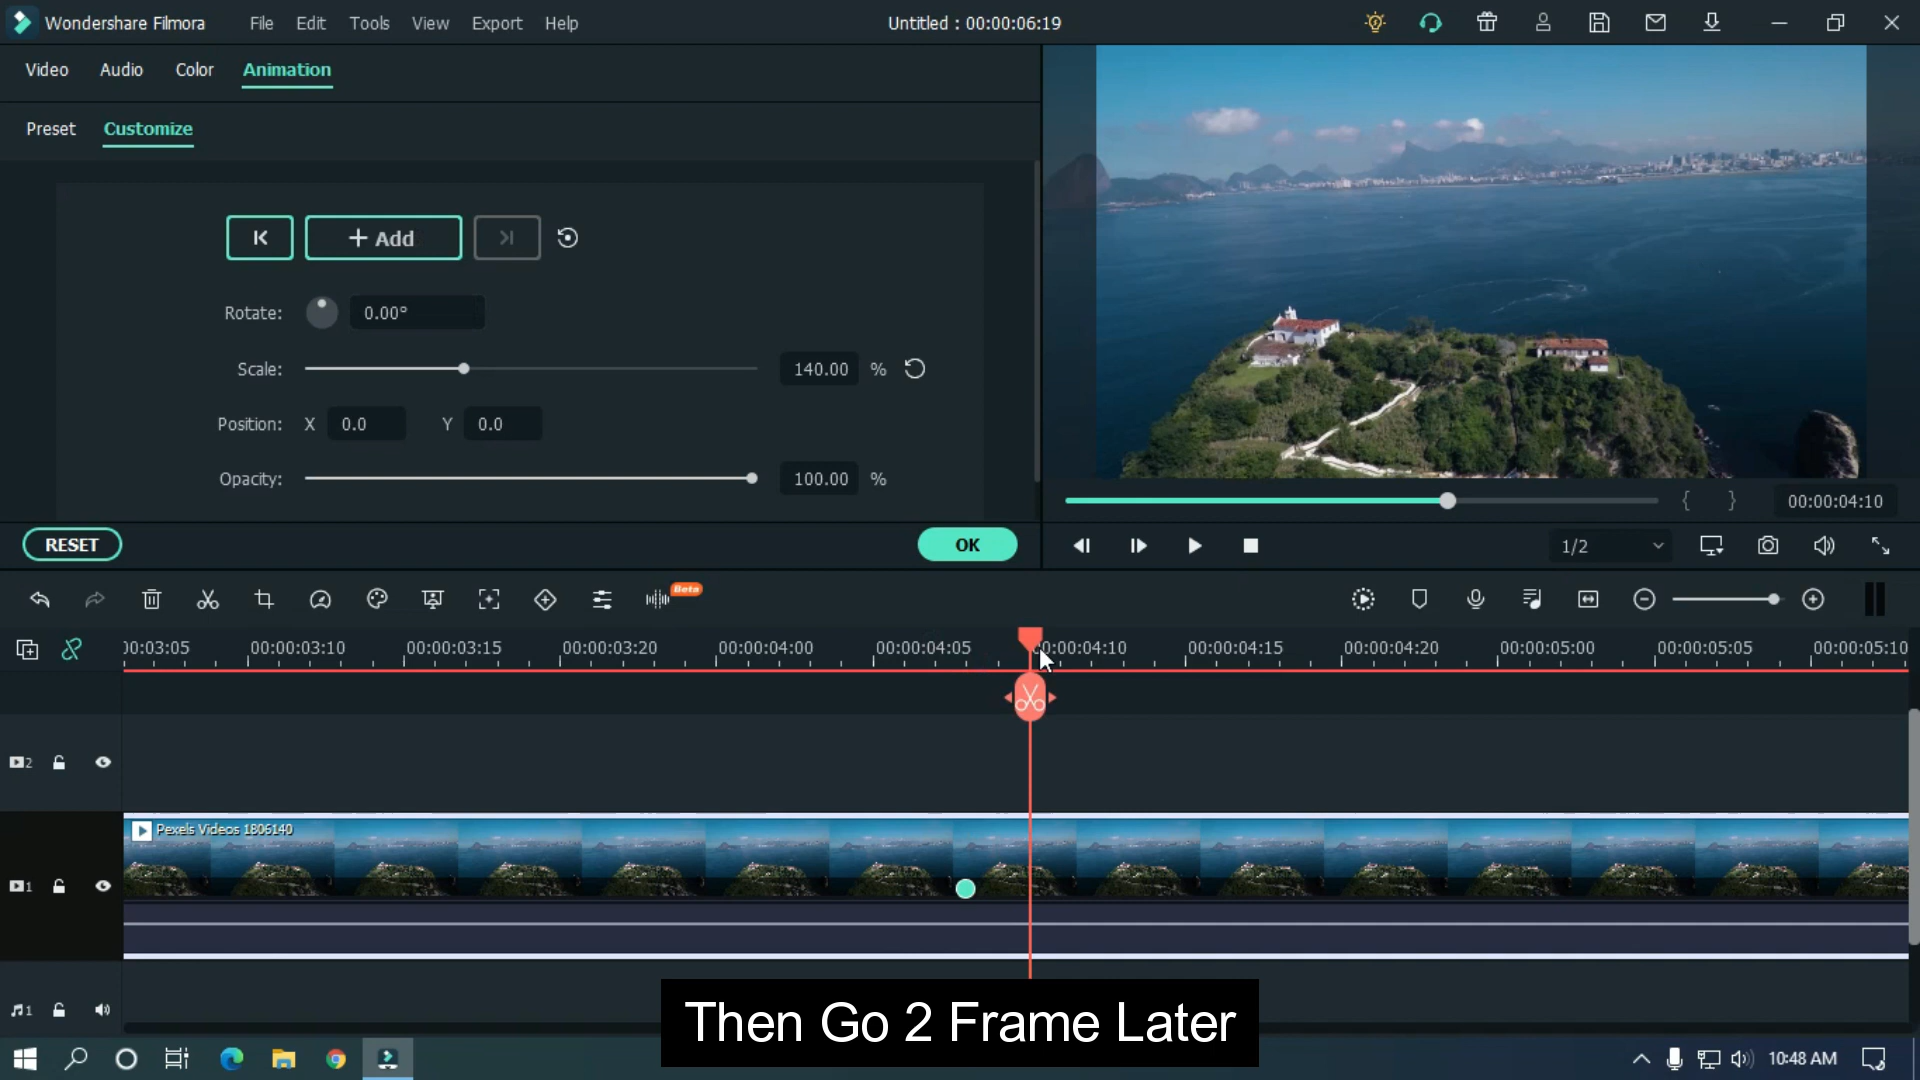 Wondershare Filmora File Edit Tools View Export Help Untitled : 00:00:06:19
Video Audio Color Animation
Preset Customize
+ Add
Rotate: 0.00°
Scale: 140.00 %
Position: X 0.0 Y 0.0
Opacity: 100.00 %
{ } 00:00:04:10
RESET OK
1/2
Beta
00:03:05 00:00:03:10 00:00:03:15 00:00:03:20 00:00:04:00 00:00:04:05 00:00:04:10 00:00:04:15 00:00:04:20 00:00:05:00 00:00:05:05 00:00:05:10
2
Pexels Videos 1806140
1
1
Then Go 2 Frame Later
10:48 AM